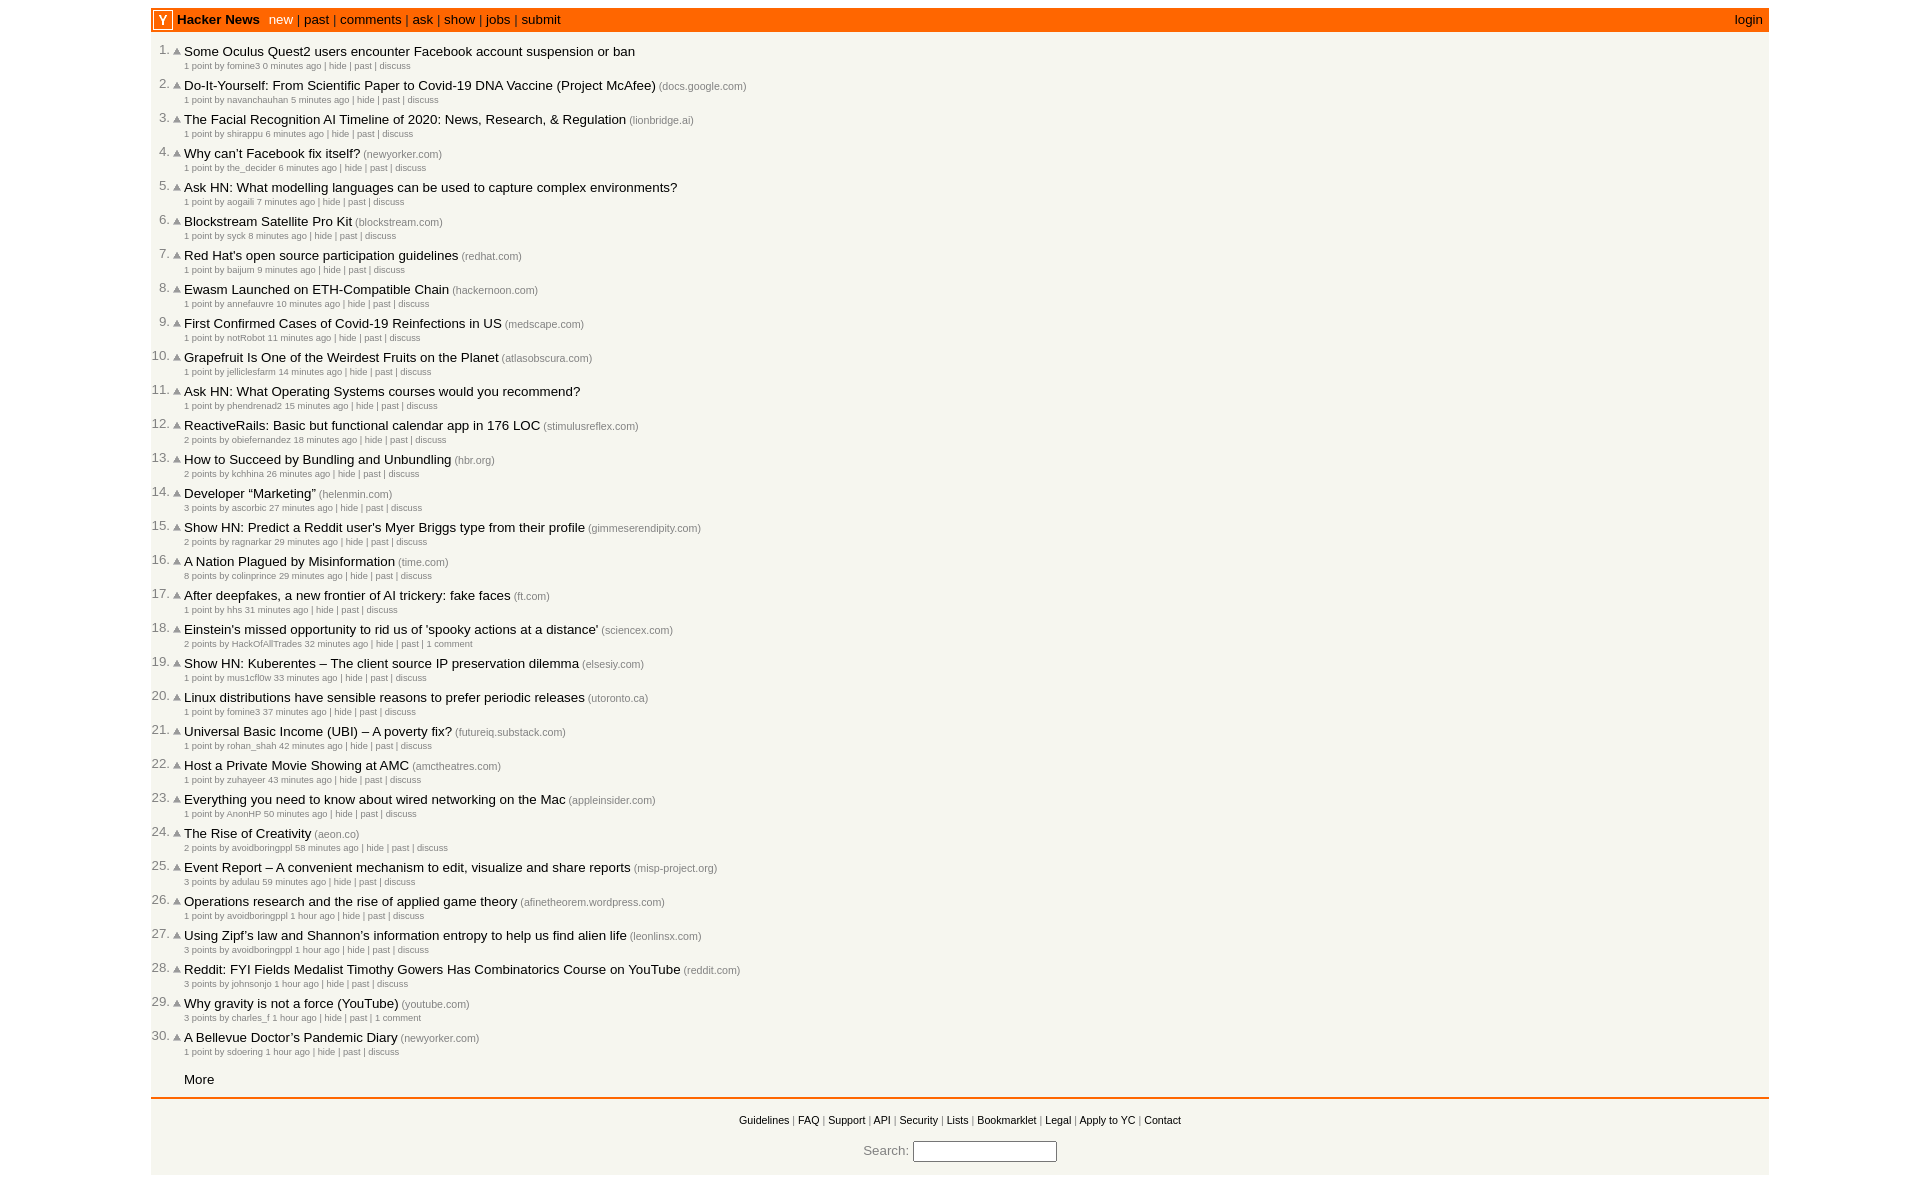 Y Hacker News new | past | comments | ask | show | jobs | submit login
1. Some Oculus Quest2 users encounter Facebook account suspension or ban
1 point by fomine3 0 minutes ago | hide | past | discuss
2. Do-It-Yourself: From Scientific Paper to Covid-19 DNA Vaccine (Project McAfee) (docs.google.com)
1 point by navanchauhan 5 minutes ago | hide | past | discuss
3. The Facial Recognition AI Timeline of 2020: News, Research, & Regulation (lionbridge.ai)
1 point by shirappu 6 minutes ago | hide | past | discuss
4. Why can’t Facebook fix itself? (newyorker.com)
1 point by the_decider 6 minutes ago | hide | past | discuss
5. Ask HN: What modelling languages can be used to capture complex environments?
1 point by aogaili 7 minutes ago | hide | past | discuss
6. Blockstream Satellite Pro Kit (blockstream.com)
1 point by syck 8 minutes ago | hide | past | discuss
7. Red Hat's open source participation guidelines (redhat.com)
1 point by baijum 9 minutes ago | hide | past | discuss
8. Ewasm Launched on ETH-Compatible Chain (hackernoon.com)
1 point by annefauvre 10 minutes ago | hide | past | discuss
9. First Confirmed Cases of Covid-19 Reinfections in US (medscape.com)
1 point by notRobot 11 minutes ago | hide | past | discuss
10. Grapefruit Is One of the Weirdest Fruits on the Planet (atlasobscura.com)
1 point by jelliclesfarm 14 minutes ago | hide | past | discuss
11. Ask HN: What Operating Systems courses would you recommend?
1 point by phendrenad2 15 minutes ago | hide | past | discuss
12. ReactiveRails: Basic but functional calendar app in 176 LOC (stimulusreflex.com)
2 points by obiefernandez 18 minutes ago | hide | past | discuss
13. How to Succeed by Bundling and Unbundling (hbr.org)
2 points by kchhina 26 minutes ago | hide | past | discuss
14. Developer “Marketing” (helenmin.com)
3 points by ascorbic 27 minutes ago | hide | past | discuss
15. Show HN: Predict a Reddit user's Myer Briggs type from their profile (gimmeserendipity.com)
2 points by ragnarkar 29 minutes ago | hide | past | discuss
16. A Nation Plagued by Misinformation (time.com)
8 points by colinprince 29 minutes ago | hide | past | discuss
17. After deepfakes, a new frontier of AI trickery: fake faces (ft.com)
1 point by hhs 31 minutes ago | hide | past | discuss
18. Einstein's missed opportunity to rid us of 'spooky actions at a distance' (sciencex.com)
2 points by HackOfAllTrades 32 minutes ago | hide | past | 1 comment
19. Show HN: Kuberentes – The client source IP preservation dilemma (elsesiy.com)
1 point by mus1cfl0w 33 minutes ago | hide | past | discuss
20. Linux distributions have sensible reasons to prefer periodic releases (utoronto.ca)
1 point by fomine3 37 minutes ago | hide | past | discuss
21. Universal Basic Income (UBI) – A poverty fix? (futureiq.substack.com)
1 point by rohan_shah 42 minutes ago | hide | past | discuss
22. Host a Private Movie Showing at AMC (amctheatres.com)
1 point by zuhayeer 43 minutes ago | hide | past | discuss
23. Everything you need to know about wired networking on the Mac (appleinsider.com)
1 point by AnonHP 50 minutes ago | hide | past | discuss
24. The Rise of Creativity (aeon.co)
2 points by avoidboringppl 58 minutes ago | hide | past | discuss
25. Event Report – A convenient mechanism to edit, visualize and share reports (misp-project.org)
3 points by adulau 59 minutes ago | hide | past | discuss
26. Operations research and the rise of applied game theory (afinetheorem.wordpress.com)
1 point by avoidboringppl 1 hour ago | hide | past | discuss
27. Using Zipf’s law and Shannon’s information entropy to help us find alien life (leonlinsx.com)
3 points by avoidboringppl 1 hour ago | hide | past | discuss
28. Reddit: FYI Fields Medalist Timothy Gowers Has Combinatorics Course on YouTube (reddit.com)
3 points by johnsonjo 1 hour ago | hide | past | discuss
29. Why gravity is not a force (YouTube) (youtube.com)
3 points by charles_f 1 hour ago | hide | past | 1 comment
30. A Bellevue Doctor’s Pandemic Diary (newyorker.com)
1 point by sdoering 1 hour ago | hide | past | discuss
More
Guidelines | FAQ | Support | API | Security | Lists | Bookmarklet | Legal | Apply to YC | Contact
Search: